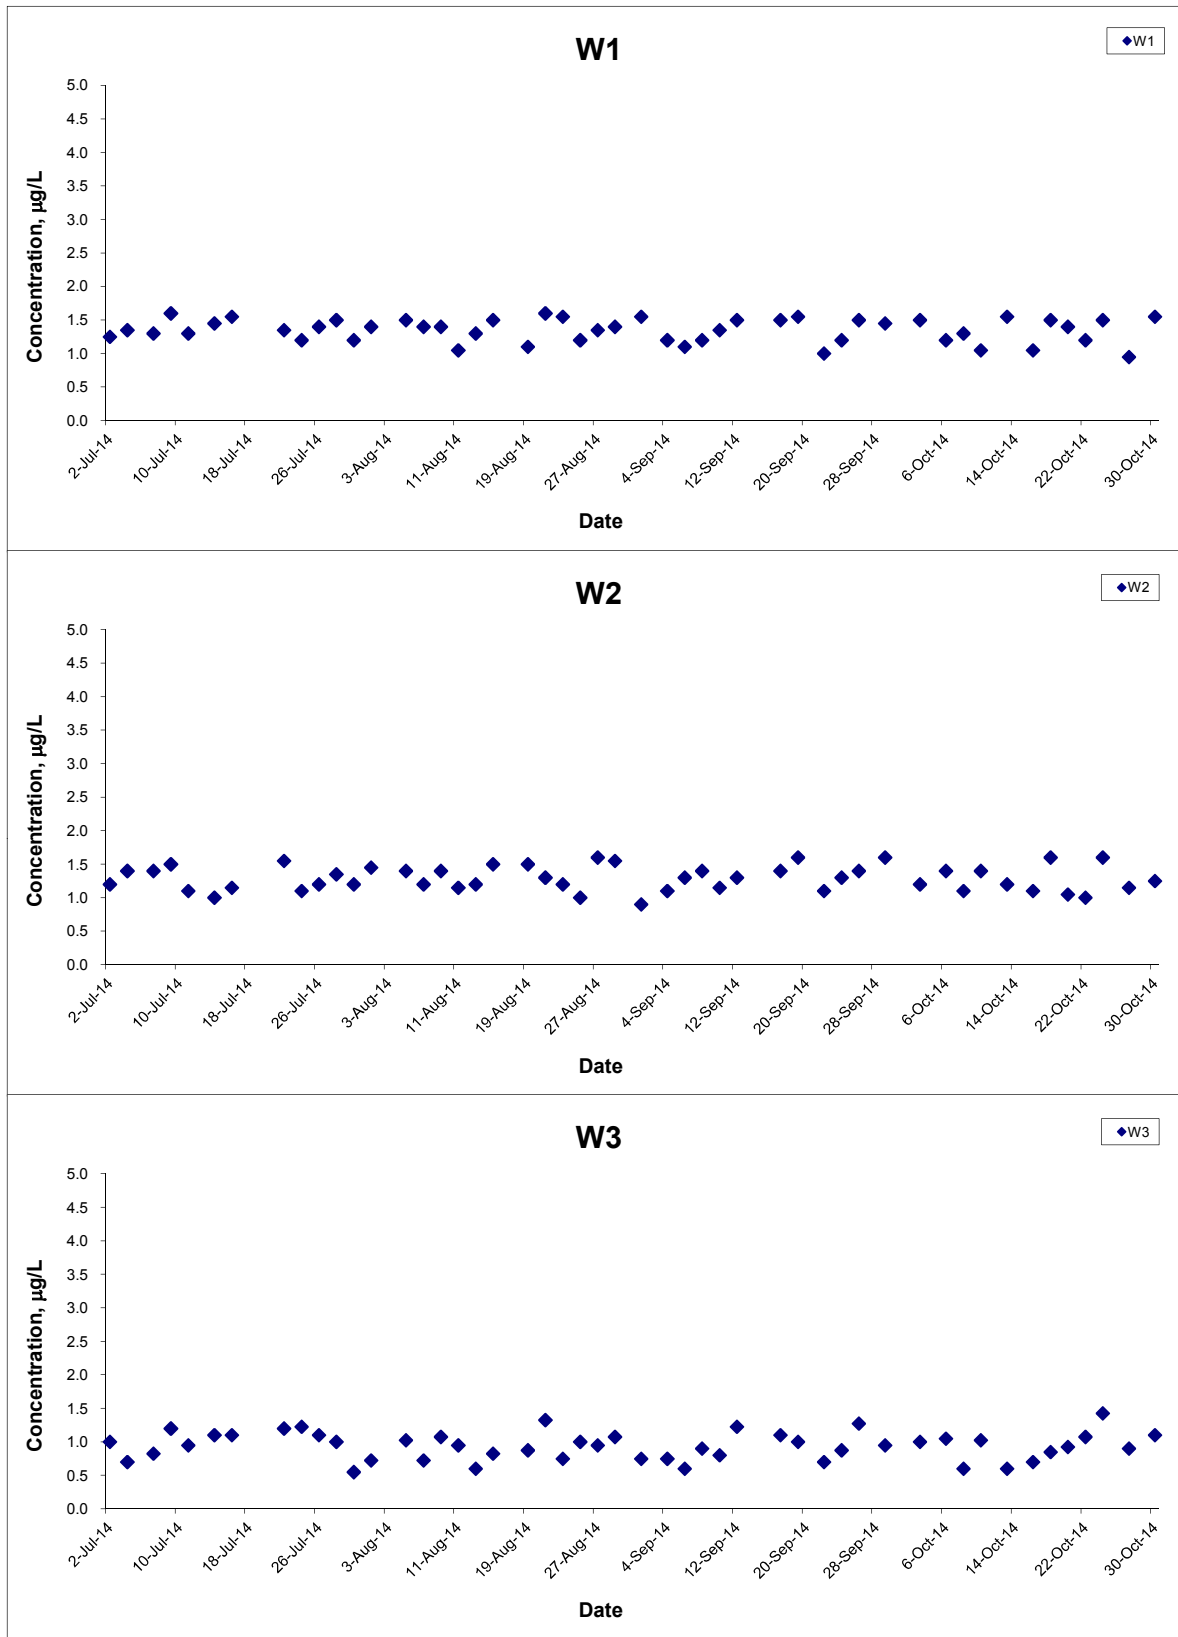 W1
W1
5.0
4.5
4.0
3.5
3.0
2.5
2.0
1.5
1.0
0.5
0.0
Concentration, µg/L
2-Jul-14
10-Jul-14
18-Jul-14
26-Jul-14
3-Aug-14
11-Aug-14
19-Aug-14
27-Aug-14
4-Sep-14
12-Sep-14
20-Sep-14
28-Sep-14
6-Oct-14
14-Oct-14
22-Oct-14
30-Oct-14
Date
W2
W2
5.0
4.5
4.0
3.5
3.0
2.5
2.0
1.5
1.0
0.5
0.0
Concentration, µg/L
2-Jul-14
10-Jul-14
18-Jul-14
26-Jul-14
3-Aug-14
11-Aug-14
19-Aug-14
27-Aug-14
4-Sep-14
12-Sep-14
20-Sep-14
28-Sep-14
6-Oct-14
14-Oct-14
22-Oct-14
30-Oct-14
Date
W3
W3
5.0
4.5
4.0
3.5
3.0
2.5
2.0
1.5
1.0
0.5
0.0
Concentration, µg/L
2-Jul-14
10-Jul-14
18-Jul-14
26-Jul-14
3-Aug-14
11-Aug-14
19-Aug-14
27-Aug-14
4-Sep-14
12-Sep-14
20-Sep-14
28-Sep-14
6-Oct-14
14-Oct-14
22-Oct-14
30-Oct-14
Date